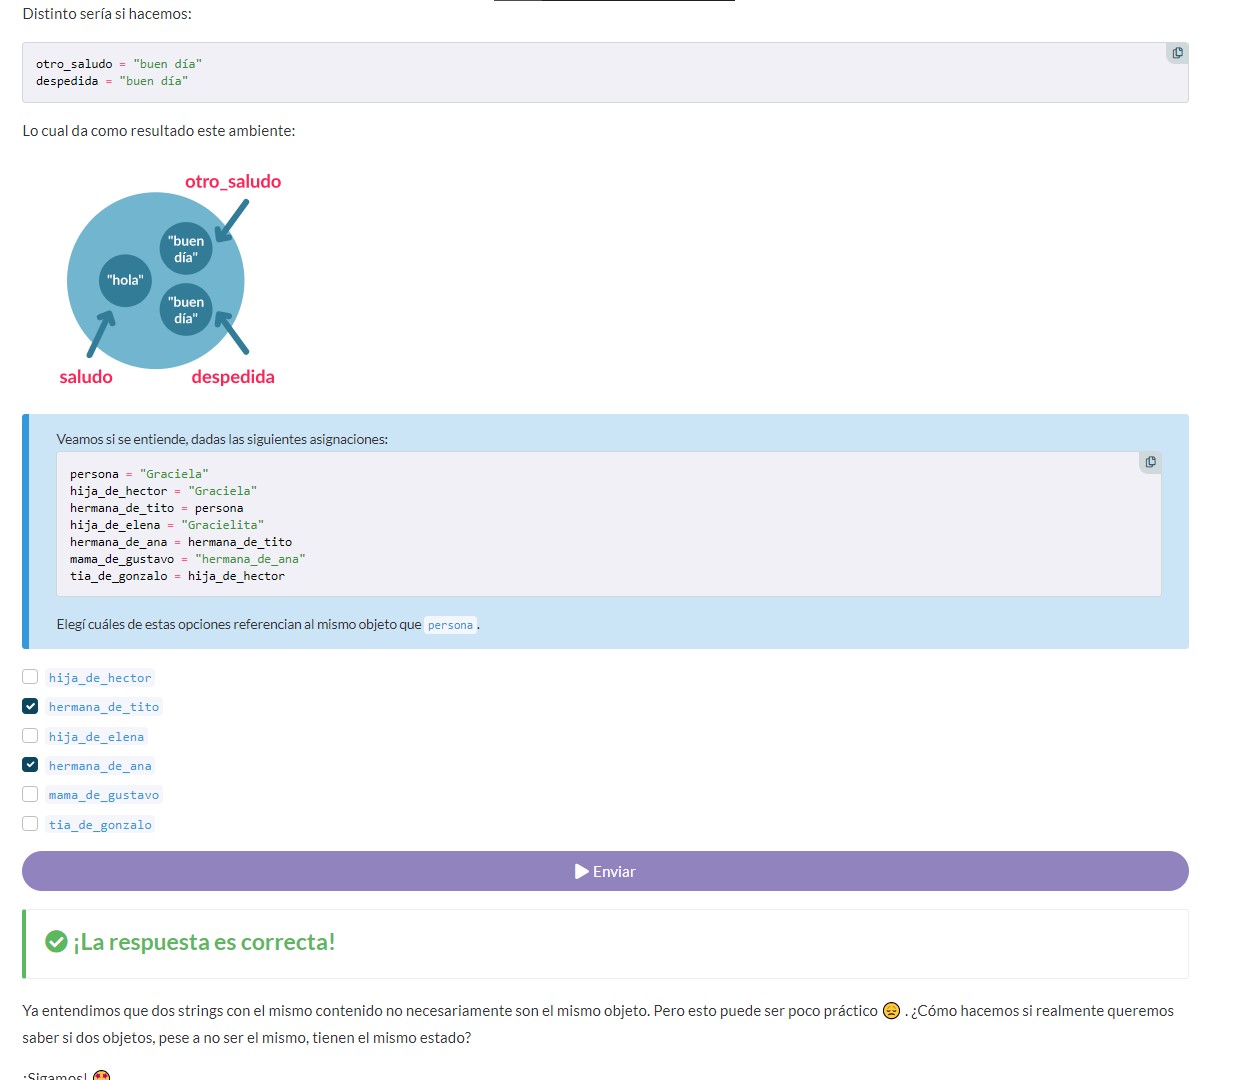 Distinto sería si hacemos:
otro_saludo = "buen día"
despedida = "buen día"
Lo cual da como resultado este ambiente:
otro_saludo
"buen
día"
"hola"
"buen
día"
saludo
despedida
Veamos si se entiende, dadas las siguientes asignaciones:
persona = "Graciela"
hija_de_hector = "Graciela"
hermana_de_tito = persona
hija_de_elena = "Gracielita"
hermana_de_ana = hermana_de_tito
mama_de_gustavo = "hermana_de_ana"
tia_de_gonzalo = hija_de_hector
Elegí cuáles de estas opciones referencian al mismo objeto que persona.
hija_de_hector
hermana_de_tito
hija_de_elena
hermana_de_ana
mama_de_gustavo
tia_de_gonzalo
Enviar
¡La respuesta es correcta!
Ya entendimos que dos strings con el mismo contenido no necesariamente son el mismo objeto. Pero esto puede ser poco práctico 😞 . ¿Cómo hacemos si realmente queremos
saber si dos objetos, pese a no ser el mismo, tienen el mismo estado?
¡Sigamos! 🤩